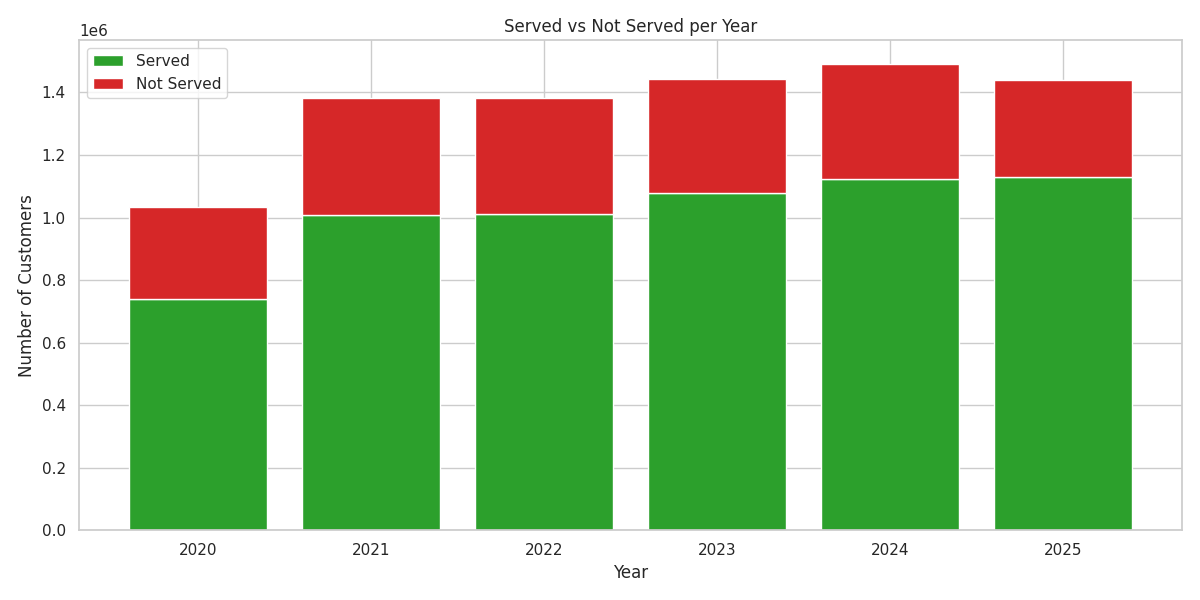 Served vs Not Served per Year
1e6
Served
Not Served
1.4
1.2
1.0
0.8
0.6
0.4
0.2
0.0
Number of Customers
2020 2021 2022 2023 2024 2025
Year